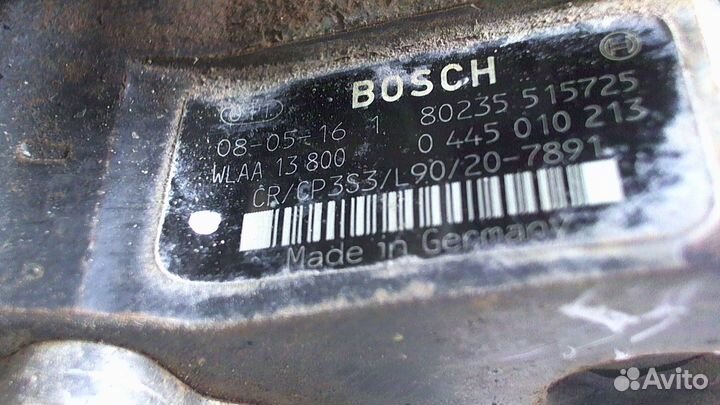 BOSCH
08-05-16 1 80235 515725
WLAA 13 800 0 445 010 213
CR/CP3S3/L90/20-7891
Made in Germany
Avito